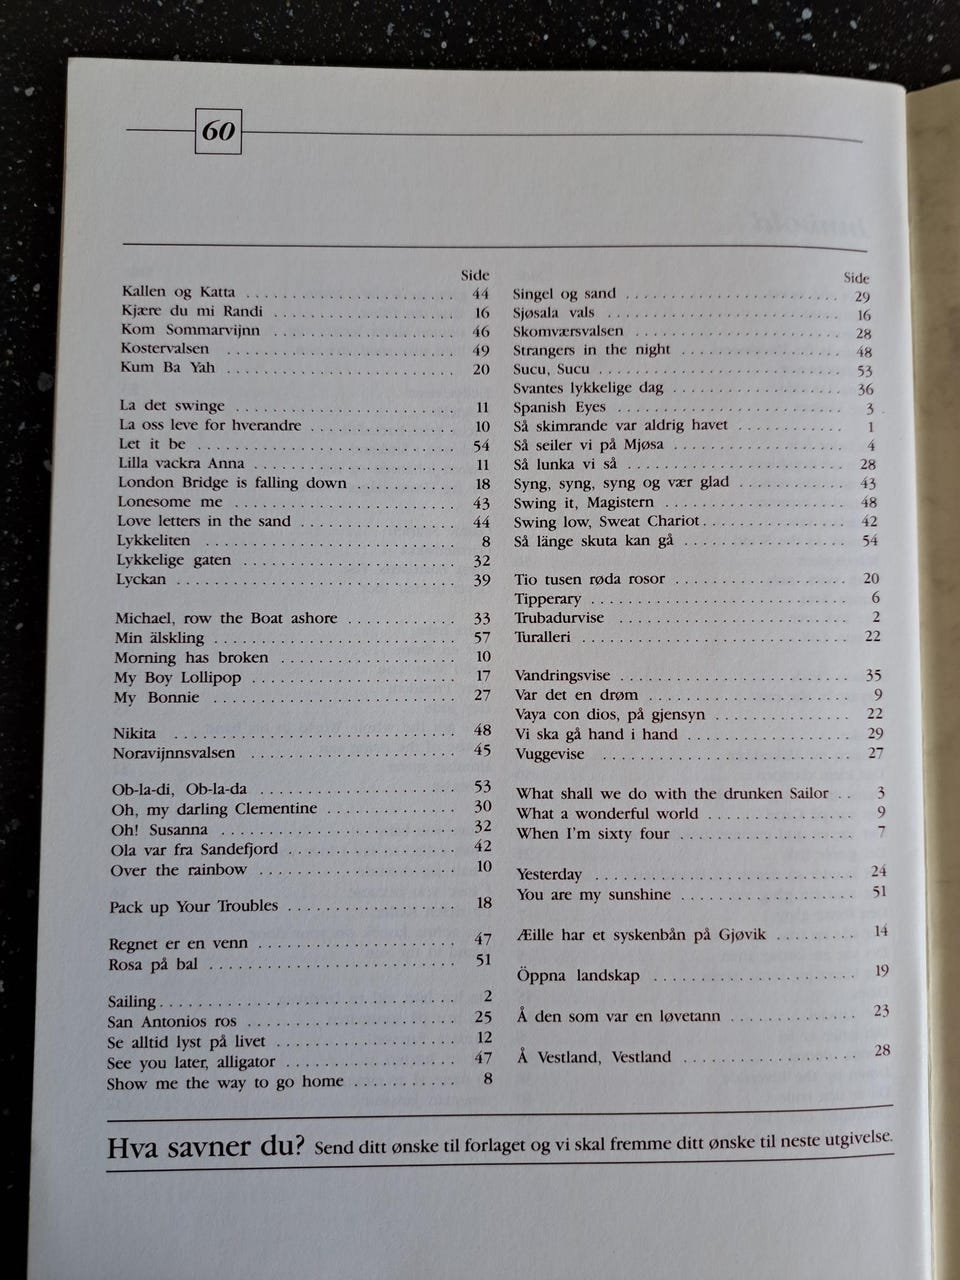 60
Side
Kallen og Katta ..................... 44
Kjære du mi Randi .................. 16
Kom Sommarvijnn .................. 46
Kostervalsen ....................... 49
Kum Ba Yah ....................... 20
La det swinge ...................... 11
La oss leve for hverandre .............. 10
Let it be .......................... 54
Lilla vackra Anna .................... 11
London Bridge is falling down .......... 18
Lonesome me ....................... 43
Love letters in the sand ............... 44
Lykkeliten ......................... 8
Lykkelige gaten ..................... 32
Lyckan ............................ 39
Michael, row the Boat ashore ........... 33
Min älskling ........................ 57
Morning has broken .................. 10
My Boy Lollipop .................... 17
My Bonnie ........................ 27
Nikita ............................ 48
Noravijnnsvalsen .................... 45
Ob-la-di, Ob-la-da ................... 53
Oh, my darling Clementine ............ 30
Oh! Susanna ....................... 32
Ola var fra Sandefjord ................ 42
Over the rainbow ................... 10
Pack up Your Troubles ................ 18
Regnet er en venn ................... 47
Rosa på bal ........................ 51
Sailing ............................ 2
San Antonios ros .................... 25
Se alltid lyst på livet ................. 12
See you later, alligator ................ 47
Show me the way to go home .......... 8
Side
Singel og sand ...................... 29
Sjøsala vals ........................ 16
Skomværsvalsen .................... 28
Strangers in the night ................ 48
Sucu, Sucu ......................... 53
Svantes lykkelige dag ................. 36
Spanish Eyes ....................... 3
Så skimrande var aldrig havet .......... 1
Så seiler vi på Mjøsa ................. 4
Så lunka vi så ...................... 28
Syng, syng, syng og vær glad ........... 43
Swing it, Magistern .................. 48
Swing low, Sweat Chariot .............. 42
Så länge skuta kan gå ................ 54
Tio tusen røda rosor ................. 20
Tipperary .......................... 6
Trubadurvise ....................... 2
Turalleri ........................... 22
Vandringsvise ....................... 35
Var det en drøm .................... 9
Vaya con dios, på gjensyn ............. 22
Vi ska gå hand i hand ................ 29
Vuggevise ......................... 27
What shall we do with the drunken Sailor .. 3
What a wonderful world ............... 9
When I'm sixty four .................. 7
Yesterday .......................... 24
You are my sunshine .................. 51
Æille har et syskenbån på Gjøvik ......... 14
Öppna landskap ..................... 19
Å den som var en løvetann ............. 23
Å Vestland, Vestland .................. 28
Hva savner du? Send ditt ønske til forlaget og vi skal fremme ditt ønske til neste utgivelse.